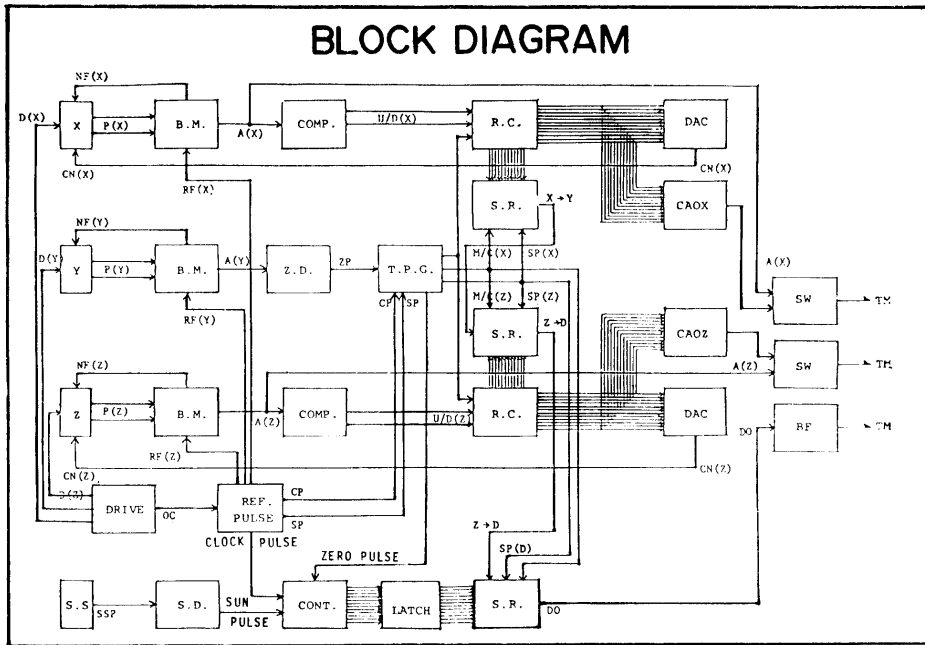 BLOCK DIAGRAM
NF(X)
D(X)
X
P(X)
B.M.
A(X)
COMP.
U/D(X)
R.C.
DAC
CN(X)
RF(X)
CN(X)
S.R.
X→Y
CAOX
NF(Y)
D(Y)
Y
P(Y)
B.M.
A(Y)
Z.D.
ZP
T.P.G.
M/C(X)
SP(X)
A(X)
CP
SP
M/C(Z)
SP(Z)
SW
TM
RF(Y)
S.R.
Z→D
CAOZ
NF(Z)
A(Z)
SW
TM
Z
P(Z)
B.M.
A(Z)
COMP.
U/D(Z)
R.C.
DAC
DO
BF
TM
RF(Z)
CN(Z)
CN(Z)
D(Z)
DRIVE
OC
REF.
PULSE
CP
SP
CLOCK PULSE
Z→D
ZERO PULSE
SP(D)
S.S
SSP
S.D.
SUN
PULSE
CONT.
LATCH
S.R.
DO